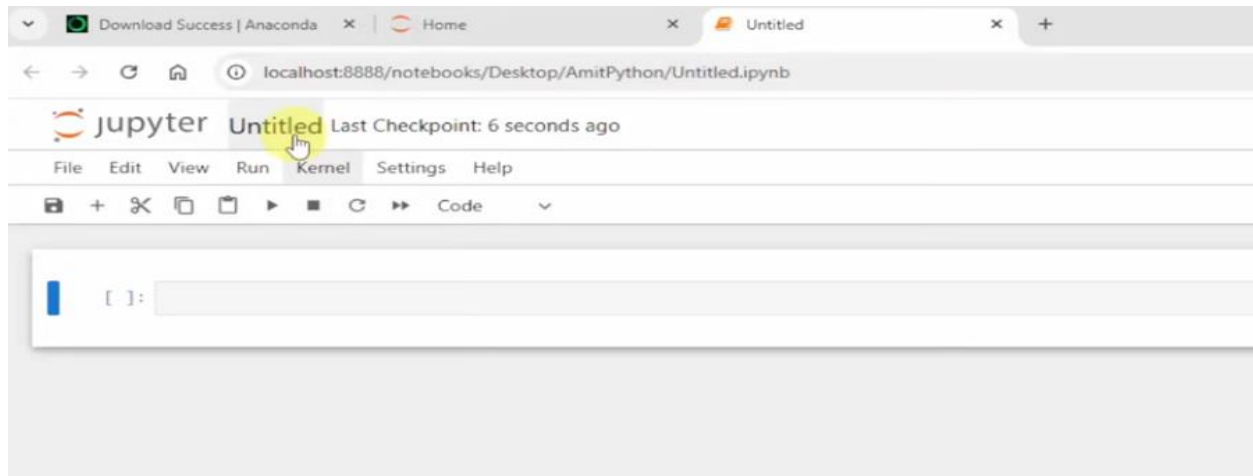 Download Success | Anaconda Home Untitled
localhost:8888/notebooks/Desktop/AmitPython/Untitled.ipynb
jupyter Untitled Last Checkpoint: 6 seconds ago
File Edit View Run Kernel Settings Help
Code
[ ]: